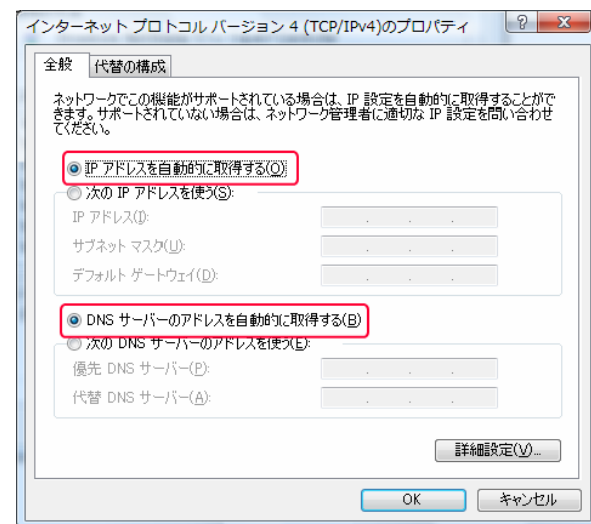 インターネット プロトコル バージョン 4 (TCP/IPv4)のプロパティ
全般
代替の構成
ネットワークでこの機能がサポートされている場合は、IP 設定を自動的に取得することがで
きます。サポートされていない場合は、ネットワーク管理者に適切な IP 設定を問い合わせ
てください。
IP アドレスを自動的に取得する(O)
次の IP アドレスを使う(S):
IP アドレス(I):
サブネット マスク(U):
デフォルト ゲートウェイ(D):
DNS サーバーのアドレスを自動的に取得する(B)
次の DNS サーバーのアドレスを使う(E):
優先 DNS サーバー(P):
代替 DNS サーバー(A):
詳細設定(V)...
OK
キャンセル